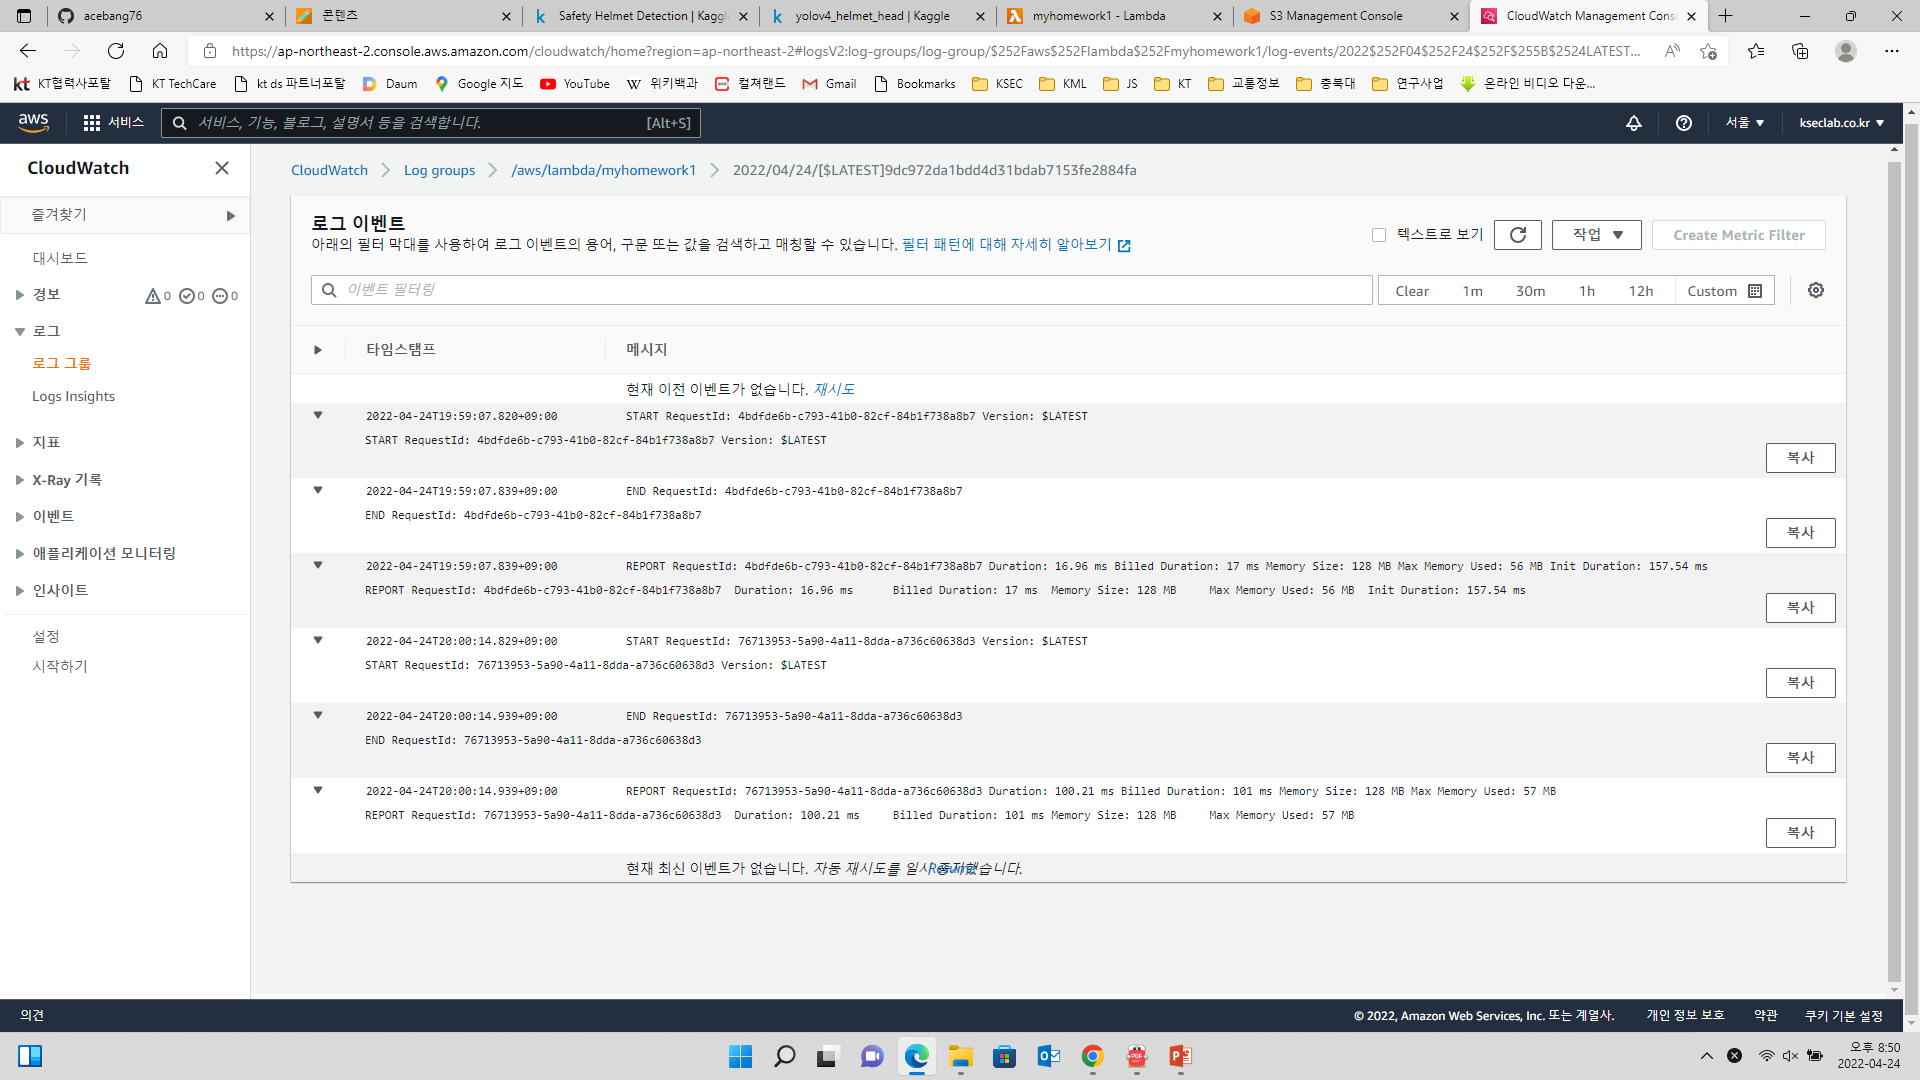 acebang76
콘텐츠
Safety Helmet Detection | Kaggl
yolov4_helmet_head | Kaggle
myhomework1 - Lambda
S3 Management Console
CloudWatch Management Cons
https://ap-northeast-2.console.aws.amazon.com/cloudwatch/home?region=ap-northeast-2#logsV2:log-groups/log-group/$252Faws$252Flambda$252Fmyhomework1/log-events/2022$252F04$252F24$252F$255B$2524LATEST...
kt KT협력사포탈
KT TechCare
kt ds 파트너포탈
Daum
Google 지도
YouTube
W 위키백과
컬쳐랜드
Gmail
Bookmarks
KSEC
KML
JS
KT
교통정보
충북대
연구사업
온라인 비디오 다운...
aws
서비스
서비스, 기능, 블로그, 설명서 등을 검색합니다. [Alt+S]
서울
kseclab.co.kr
CloudWatch
즐겨찾기
대시보드
경보 0 0 0
로그
로그 그룹
Logs Insights
지표
X-Ray 기록
이벤트
애플리케이션 모니터링
인사이트
설정
시작하기
CloudWatch
Log groups
/aws/lambda/myhomework1
2022/04/24/[$LATEST]9dc972da1bdd4d31bdab7153fe2884fa
로그 이벤트
아래의 필터 막대를 사용하여 로그 이벤트의 용어, 구문 또는 값을 검색하고 매칭할 수 있습니다. 필터 패턴에 대해 자세히 알아보기
텍스트로 보기
작업
Create Metric Filter
이벤트 필터링
Clear 1m 30m 1h 12h Custom
타임스탬프 메시지
현재 이전 이벤트가 없습니다. 재시도
2022-04-24T19:59:07.820+09:00 START RequestId: 4bdfde6b-c793-41b0-82cf-84b1f738a8b7 Version: $LATEST
START RequestId: 4bdfde6b-c793-41b0-82cf-84b1f738a8b7 Version: $LATEST
복사
2022-04-24T19:59:07.839+09:00 END RequestId: 4bdfde6b-c793-41b0-82cf-84b1f738a8b7
END RequestId: 4bdfde6b-c793-41b0-82cf-84b1f738a8b7
복사
2022-04-24T19:59:07.839+09:00 REPORT RequestId: 4bdfde6b-c793-41b0-82cf-84b1f738a8b7 Duration: 16.96 ms Billed Duration: 17 ms Memory Size: 128 MB Max Memory Used: 56 MB Init Duration: 157.54 ms
REPORT RequestId: 4bdfde6b-c793-41b0-82cf-84b1f738a8b7 Duration: 16.96 ms Billed Duration: 17 ms Memory Size: 128 MB Max Memory Used: 56 MB Init Duration: 157.54 ms
복사
2022-04-24T20:00:14.829+09:00 START RequestId: 76713953-5a90-4a11-8dda-a736c60638d3 Version: $LATEST
START RequestId: 76713953-5a90-4a11-8dda-a736c60638d3 Version: $LATEST
복사
2022-04-24T20:00:14.939+09:00 END RequestId: 76713953-5a90-4a11-8dda-a736c60638d3
END RequestId: 76713953-5a90-4a11-8dda-a736c60638d3
복사
2022-04-24T20:00:14.939+09:00 REPORT RequestId: 76713953-5a90-4a11-8dda-a736c60638d3 Duration: 100.21 ms Billed Duration: 101 ms Memory Size: 128 MB Max Memory Used: 57 MB
REPORT RequestId: 76713953-5a90-4a11-8dda-a736c60638d3 Duration: 100.21 ms Billed Duration: 101 ms Memory Size: 128 MB Max Memory Used: 57 MB
복사
현재 최신 이벤트가 없습니다. 자동 재시도를 일시 중지했습니다. Resume
의견
© 2022, Amazon Web Services, Inc. 또는 계열사.
개인 정보 보호
약관
쿠키 기본 설정
오후 8:50
2022-04-24